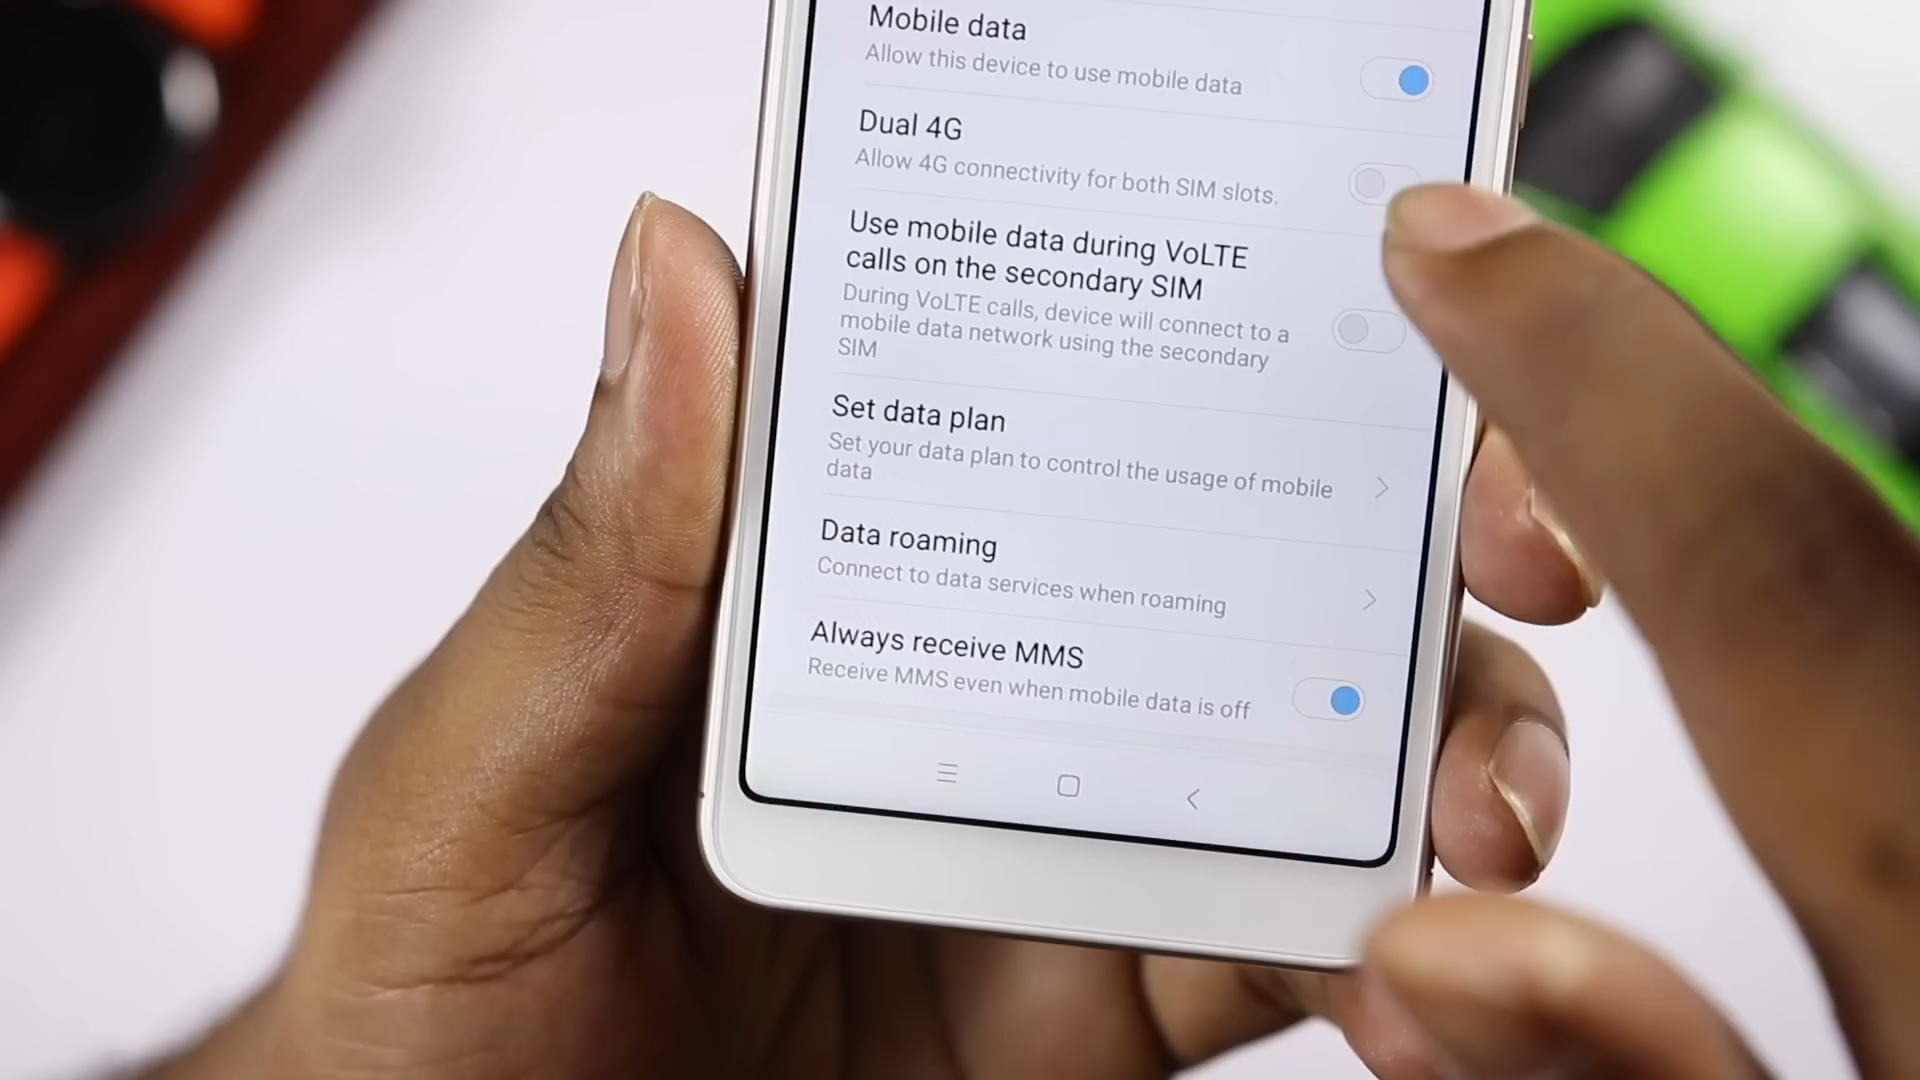 Mobile data
Allow this device to use mobile data
Dual 4G
Allow 4G connectivity for both SIM slots.
Use mobile data during VoLTE
calls on the secondary SIM
During VoLTE calls, device will connect to a
mobile data network using the secondary
SIM
Set data plan
Set your data plan to control the usage of mobile
data
Data roaming
Connect to data services when roaming
Always receive MMS
Receive MMS even when mobile data is off